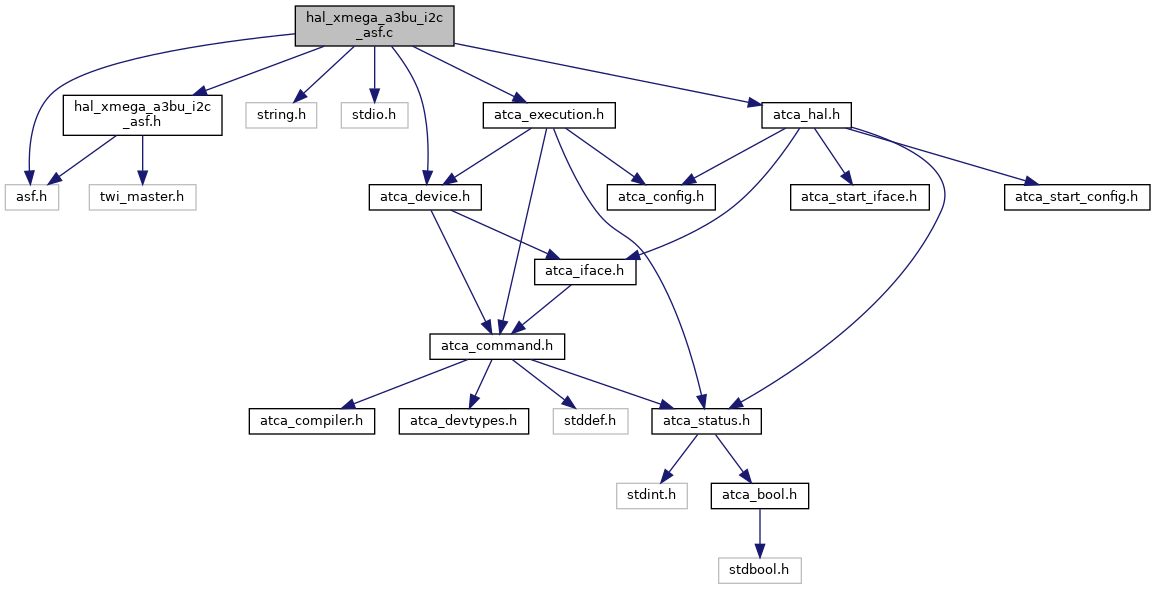 hal_xmega_a3bu_i2c
_asf.c
hal_xmega_a3bu_i2c
_asf.h
string.h
stdio.h
atca_execution.h
atca_hal.h
asf.h
twi_master.h
atca_device.h
atca_config.h
atca_start_iface.h
atca_start_config.h
atca_iface.h
atca_command.h
atca_compiler.h
atca_devtypes.h
stddef.h
atca_status.h
stdint.h
atca_bool.h
stdbool.h